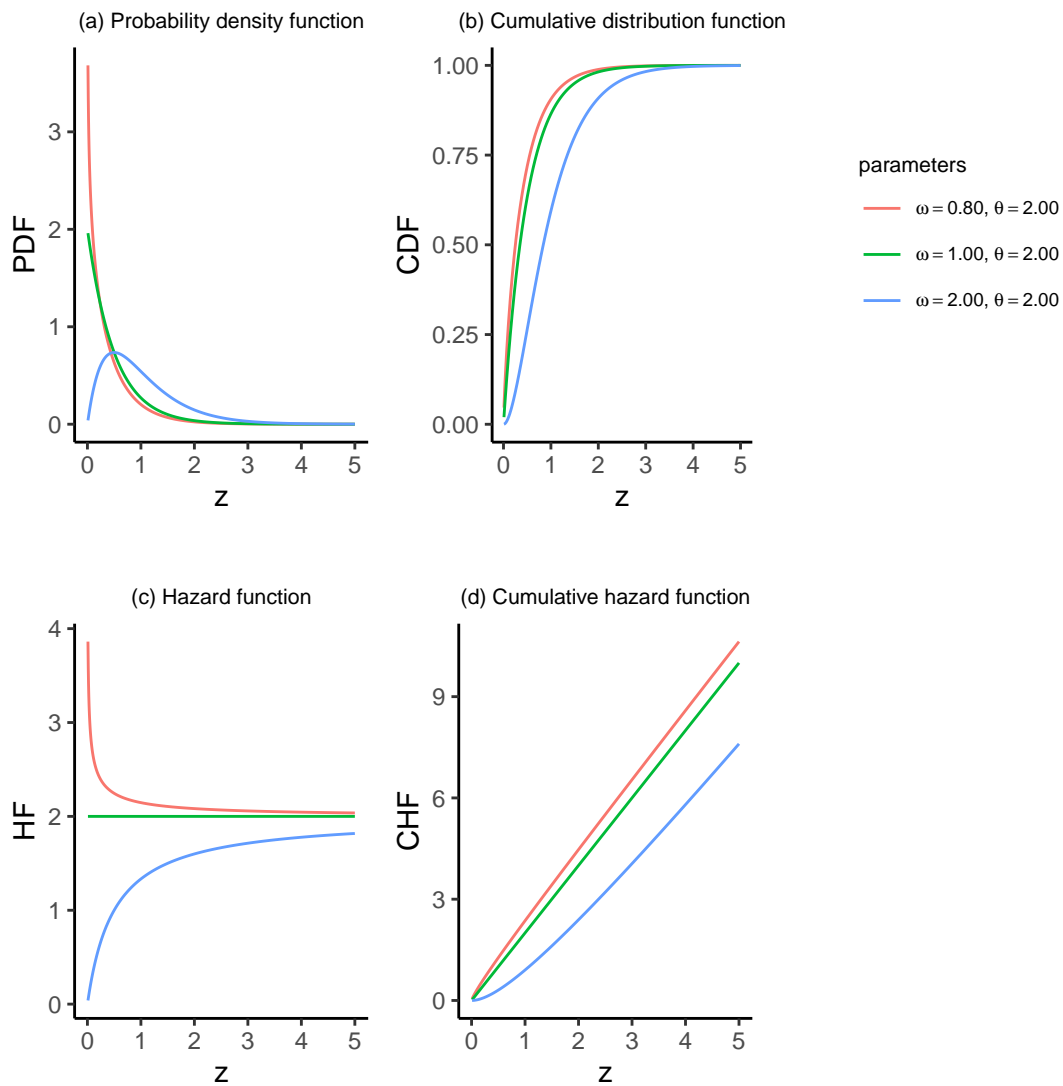 (a) Probability density function
PDF
3
2
1
0
0 1 2 3 4 5
z
(b) Cumulative distribution function
CDF
1.00
0.75
0.50
0.25
0.00
0 1 2 3 4 5
z
parameters
ω = 0.80, θ = 2.00
ω = 1.00, θ = 2.00
ω = 2.00, θ = 2.00
(c) Hazard function
HF
4
3
2
1
0
0 1 2 3 4 5
z
(d) Cumulative hazard function
CHF
9
6
3
0
0 1 2 3 4 5
z